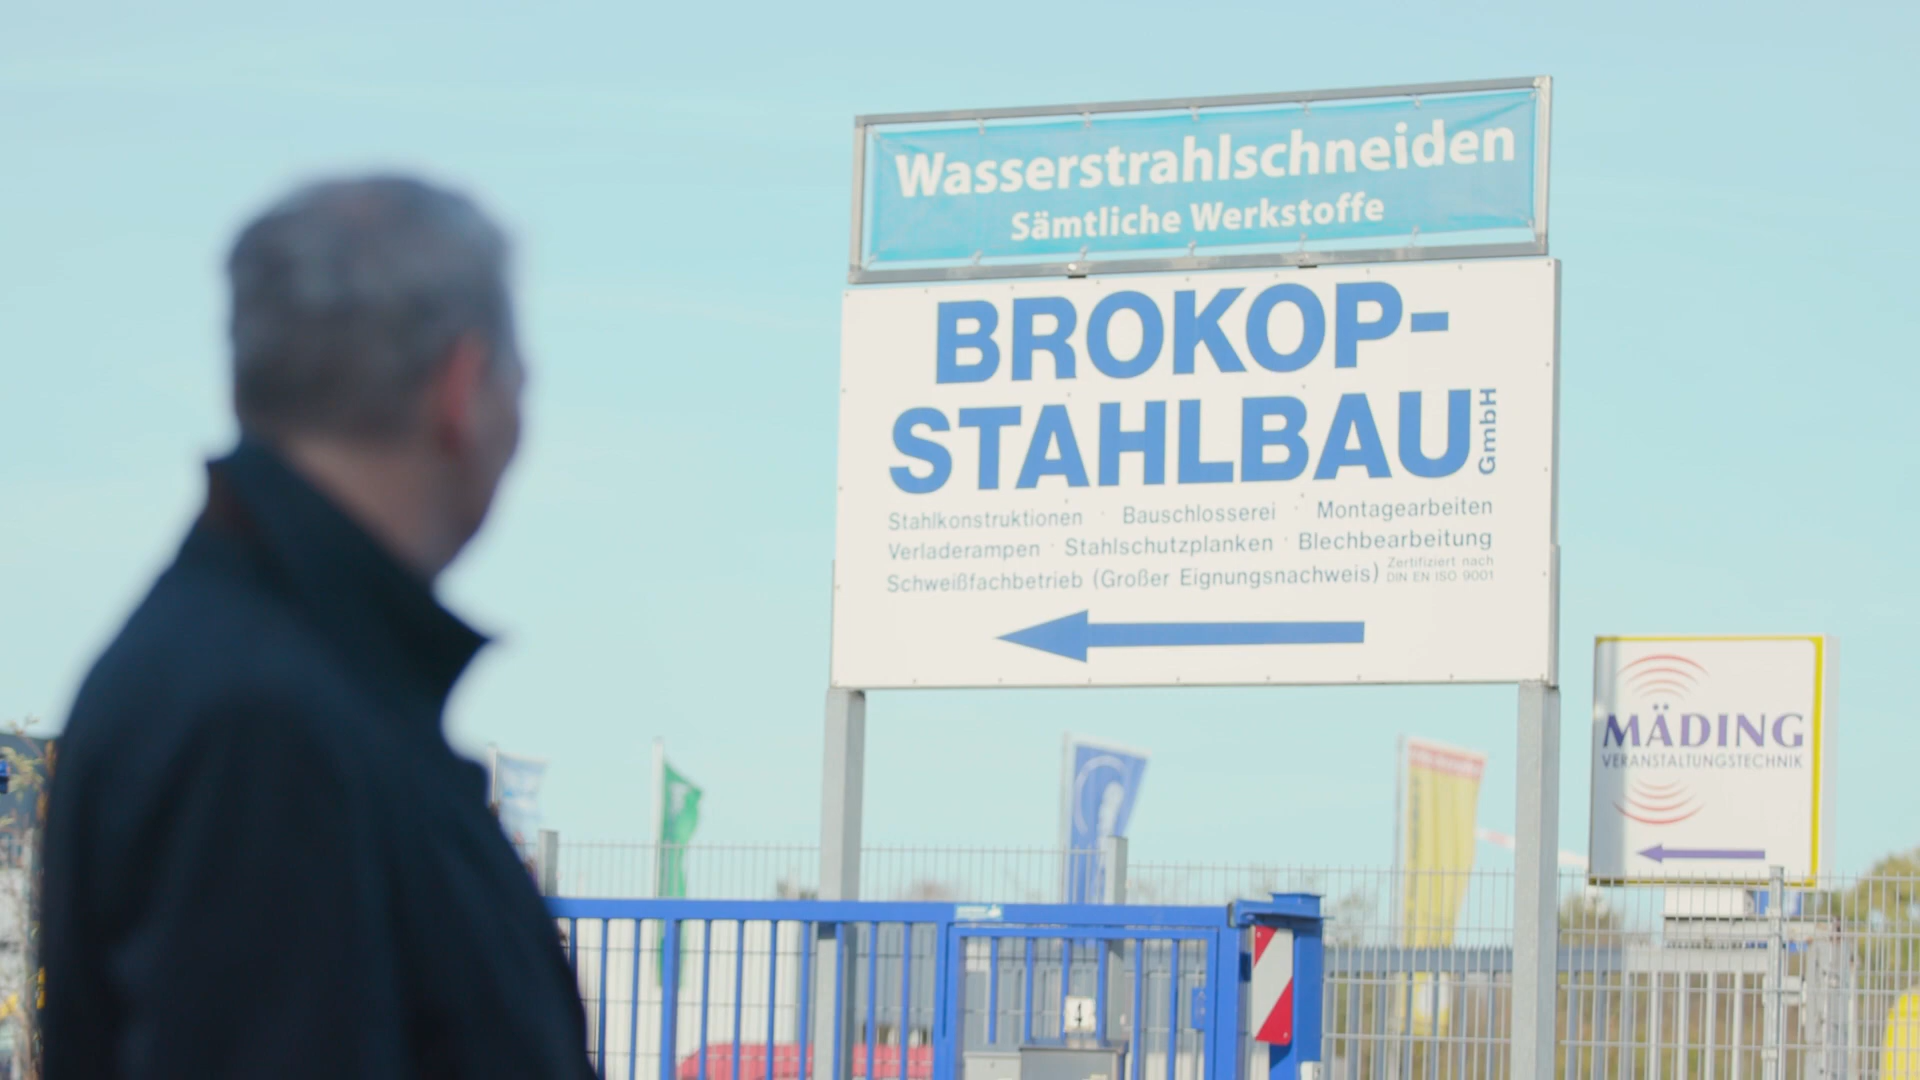 Wasserstrahlschneiden
Sämtliche Werkstoffe
BROKOP-
STAHLBAU GmbH
Stahlkonstruktionen · Bauschlosserei · Montagearbeiten
Verladerampen · Stahlschutzplanken · Blechbearbeitung
Schweißfachbetrieb (Großer Eignungsnachweis) Zertifiziert nach
DIN EN ISO 9001
MÄDING
VERANSTALTUNGSTECHNIK